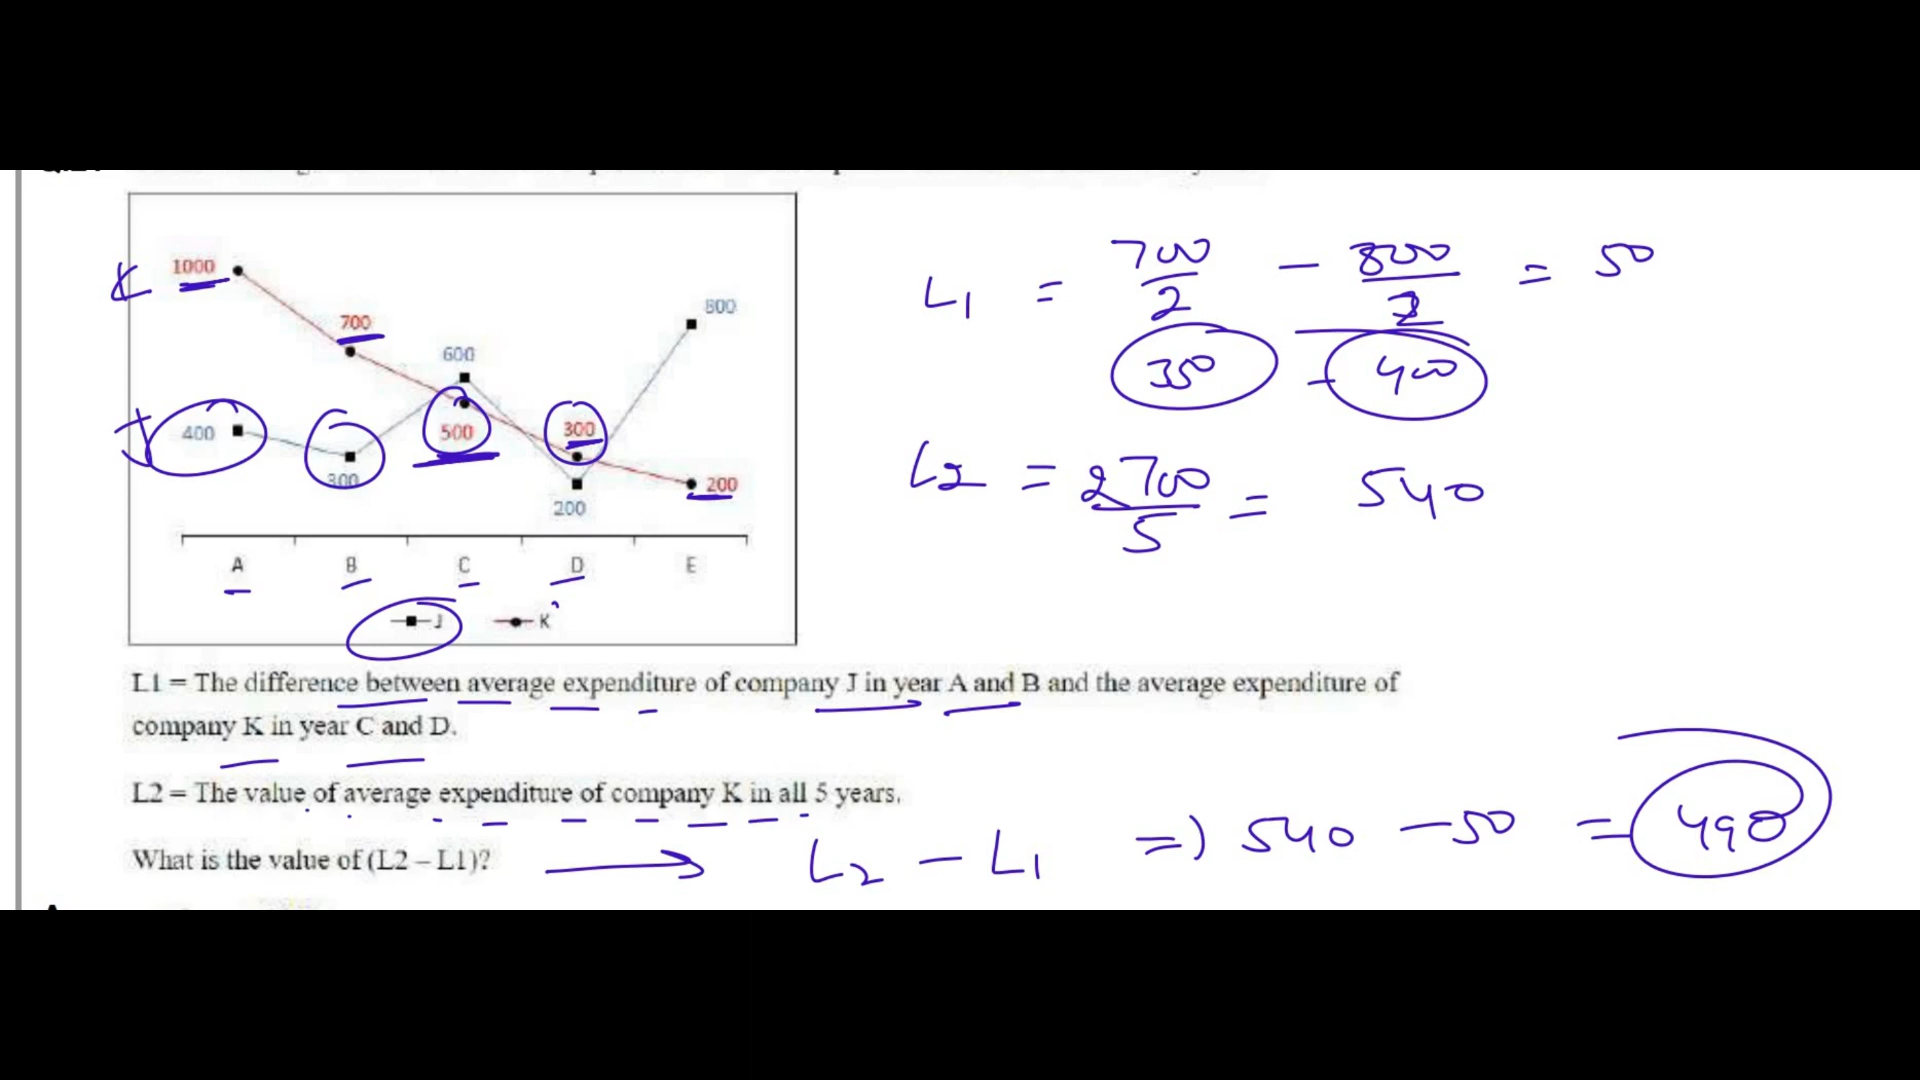 K 1000
700
800
600
J 400
300
500
300
200
200
A B C D E
J K
L1 = 700/2 - 800/2 = 50
350 - 400
L2 = 2700/5 = 540
L1 = The difference between average expenditure of company J in year A and B and the average expenditure of
company K in year C and D.
L2 = The value of average expenditure of company K in all 5 years.
What is the value of (L2 – L1)?
L2 - L1 => 540 - 50 = 490